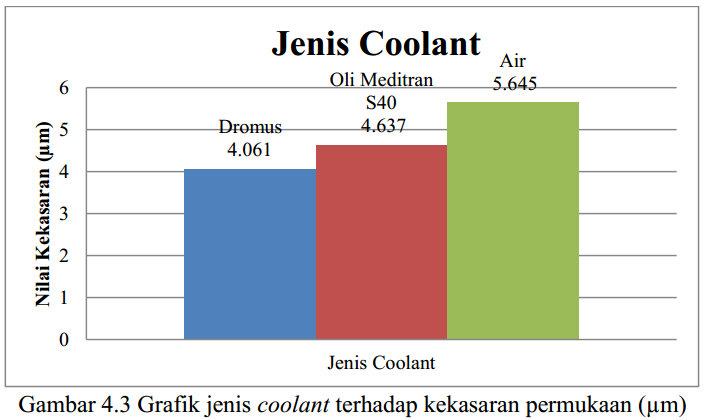 Jenis Coolant
Air
5.645
Oli Meditran
S40
4.637
Dromus
4.061
6
5
4
3
2
1
0
Nilai Kekasaran (µm)
Jenis Coolant
Gambar 4.3 Grafik jenis coolant terhadap kekasaran permukaan (µm)